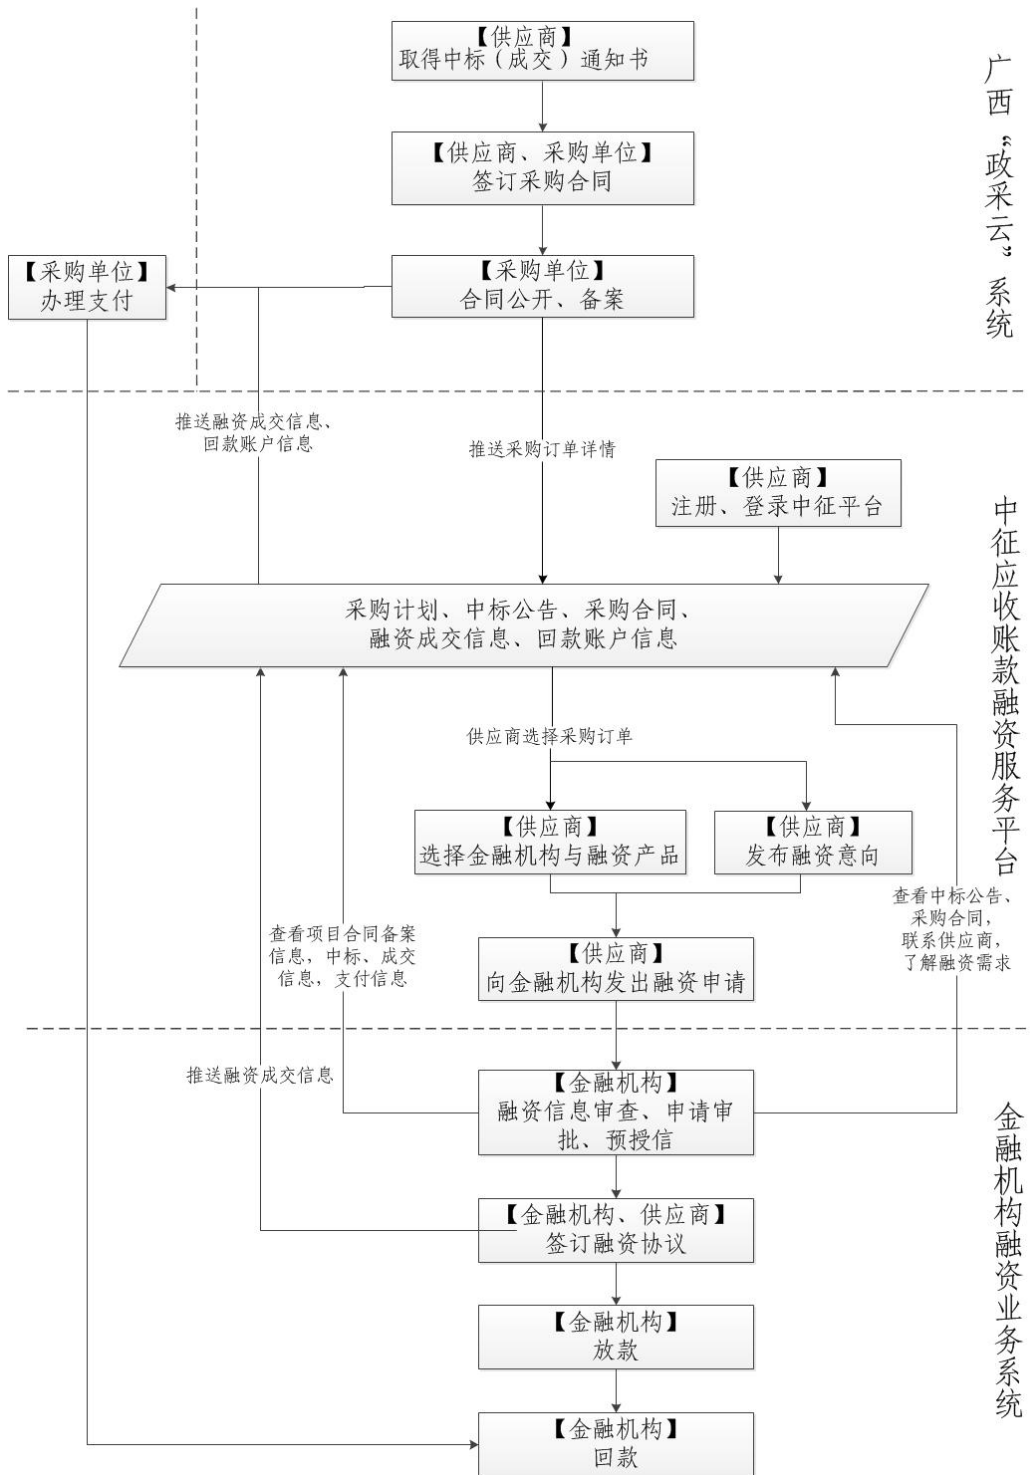 【供应商】
取得中标（成交）通知书
【供应商、采购单位】
签订采购合同
广西“政采云”系统
【采购单位】
办理支付
【采购单位】
合同公开、备案
推送融资成交信息、
回款账户信息
推送采购订单详情
【供应商】
注册、登录中征平台
中征应收账款融资服务平台
采购计划、中标公告、采购合同、
融资成交信息、回款账户信息
供应商选择采购订单
【供应商】
选择金融机构与融资产品
【供应商】
发布融资意向
查看中标公告、
采购合同，
联系供应商，
了解融资需求
查看项目合同备案
信息，中标、成交
信息，支付信息
【供应商】
向金融机构发出融资申请
推送融资成交信息
【金融机构】
融资信息审查、申请审
批、预授信
金融机构融资业务系统
【金融机构、供应商】
签订融资协议
【金融机构】
放款
【金融机构】
回款